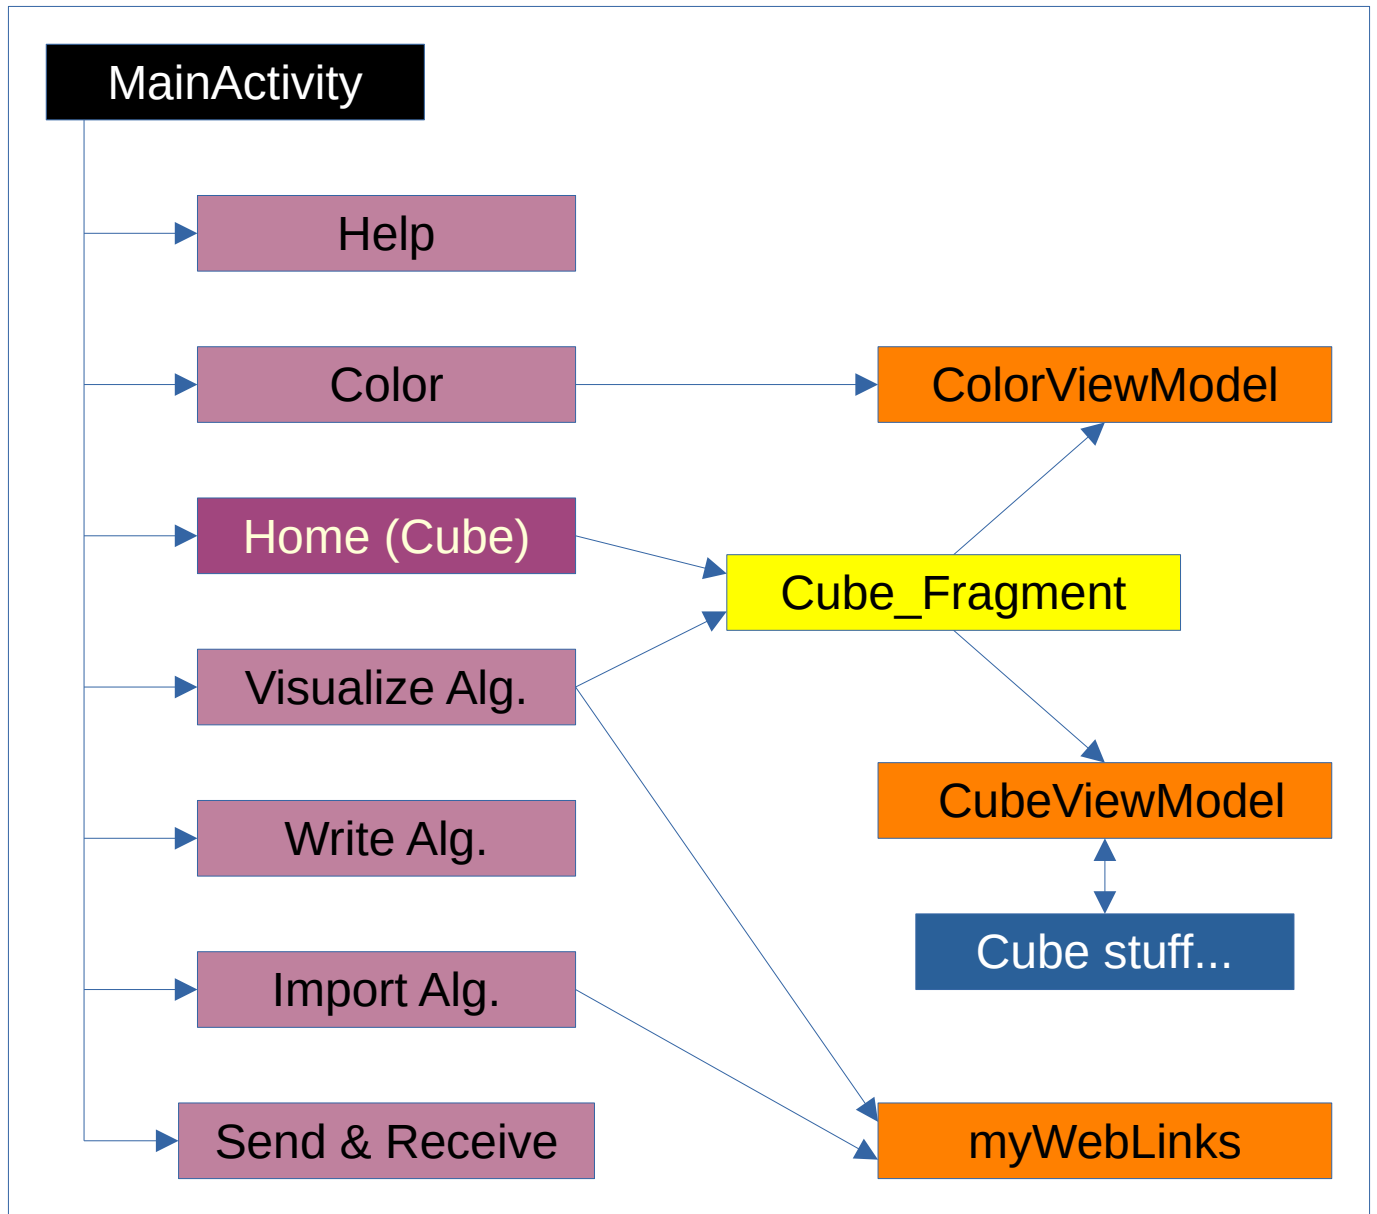 MainActivity
Help
Color
ColorViewModel
Home (Cube)
Cube_Fragment
Visualize Alg.
CubeViewModel
Write Alg.
Cube stuff...
Import Alg.
Send & Receive
myWebLinks